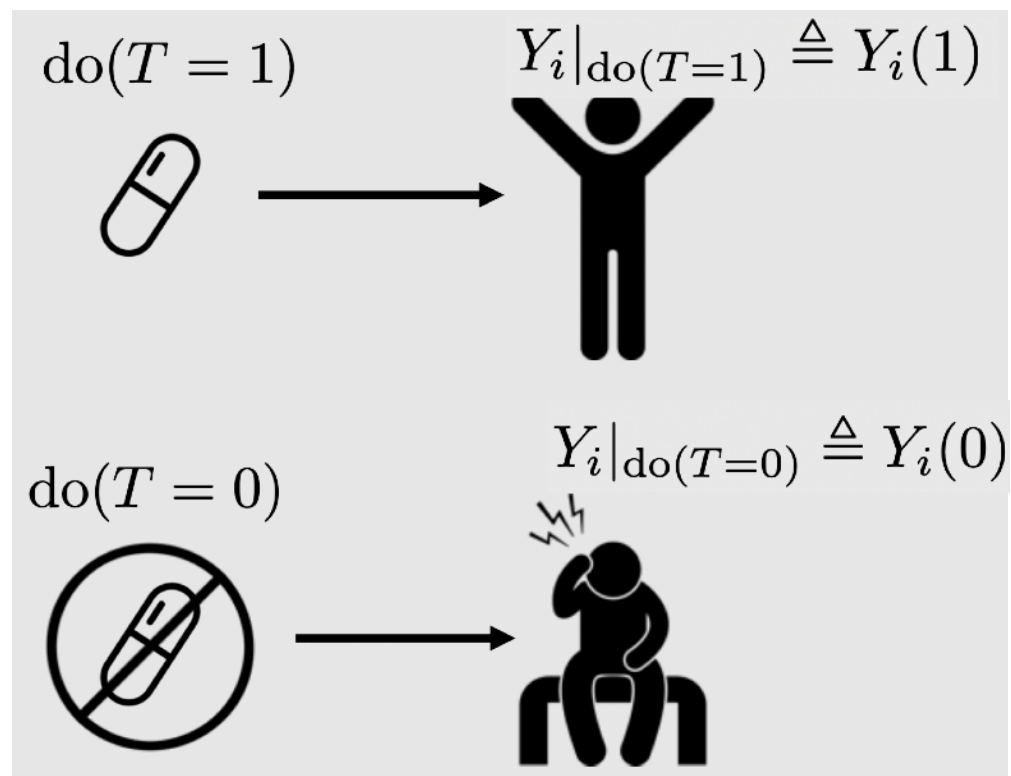 do(T = 1)
Y_i|_{do(T=1)} ≜ Y_i(1)
Y_i|_{do(T=0)} ≜ Y_i(0)
do(T = 0)